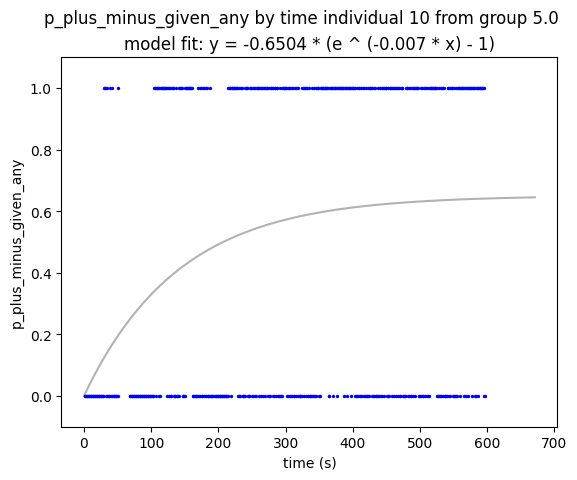 p_plus_minus_given_any by time individual 10 from group 5.0
model fit: y = -0.6504 * (e ^ (-0.007 * x) - 1)
1.0
0.8
0.6
0.4
0.2
0.0
p_plus_minus_given_any
0 100 200 300 400 500 600 700
time (s)